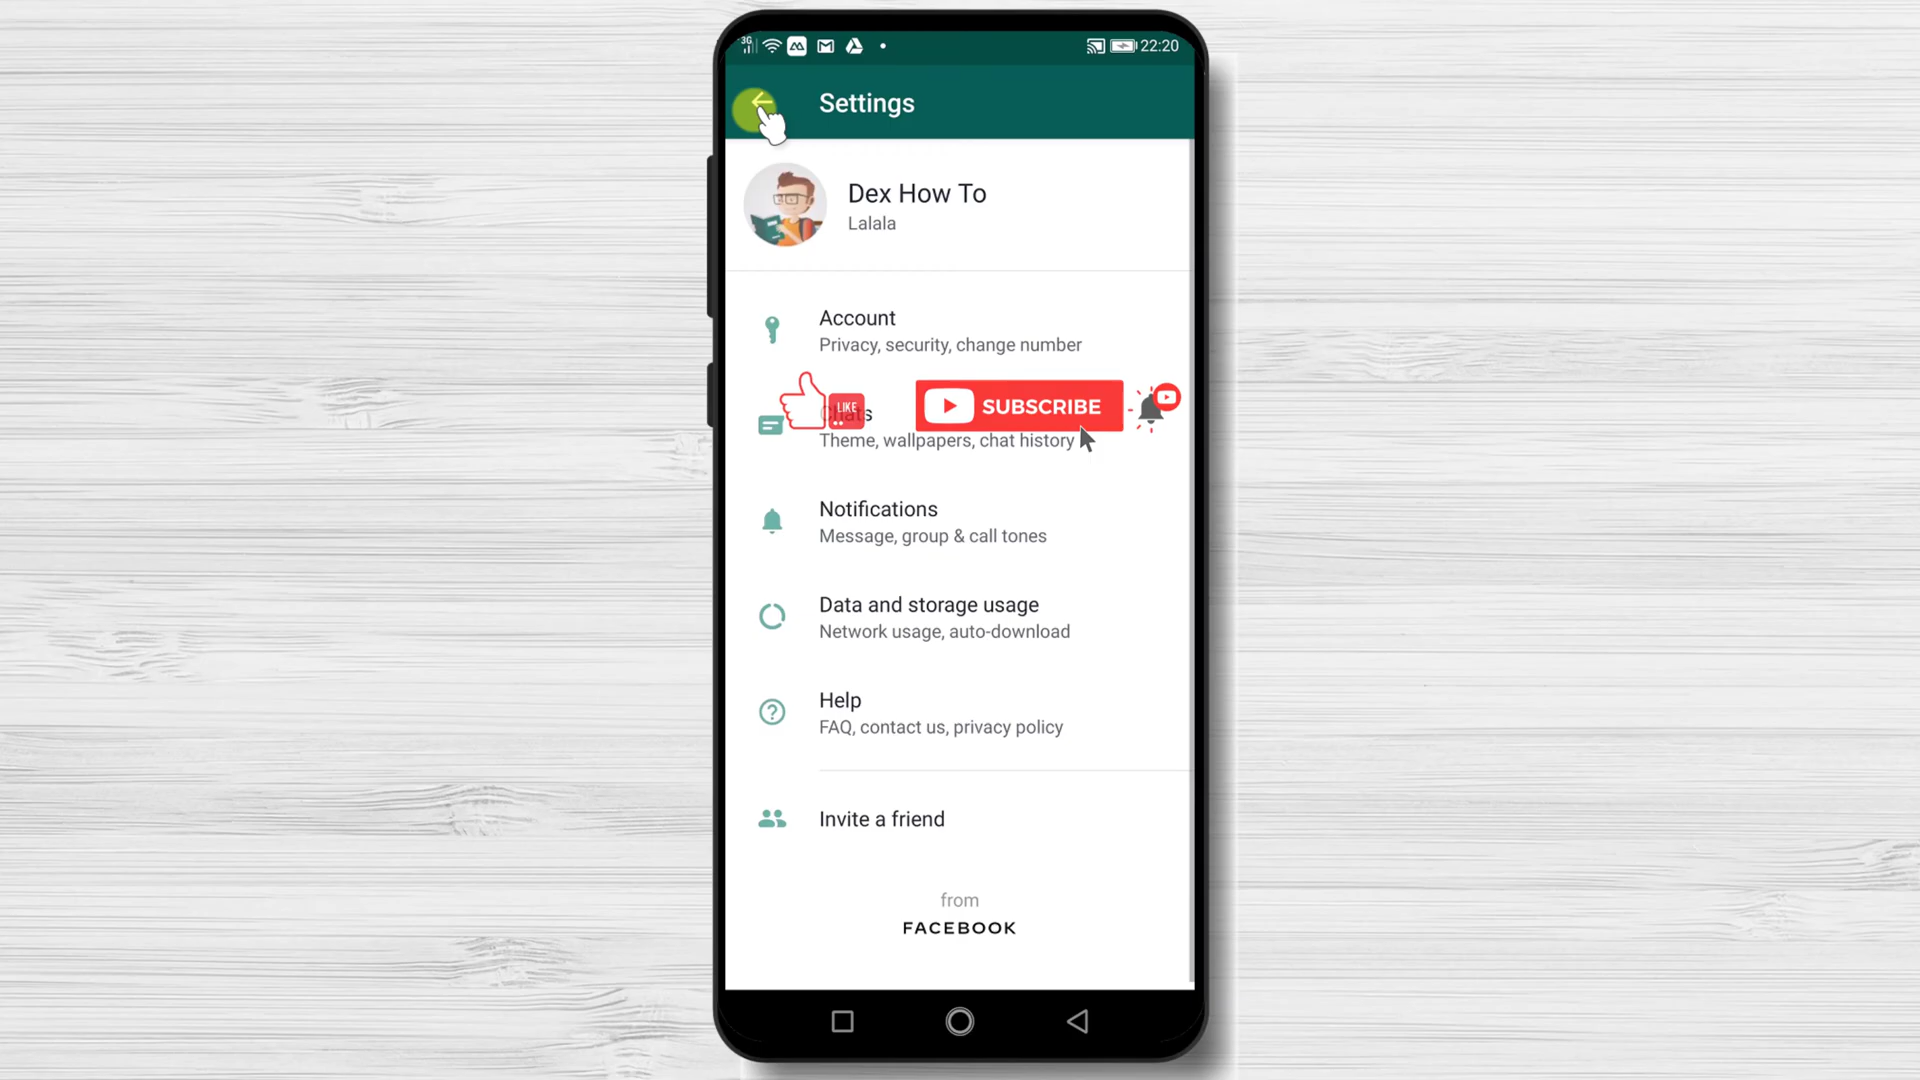 3G
22:20
Settings
Dex How To
Lalala
Account
Privacy, security, change number
LIKE
SUBSCRIBE
Chats
Theme, wallpapers, chat history
Notifications
Message, group & call tones
Data and storage usage
Network usage, auto-download
Help
FAQ, contact us, privacy policy
Invite a friend
from
FACEBOOK